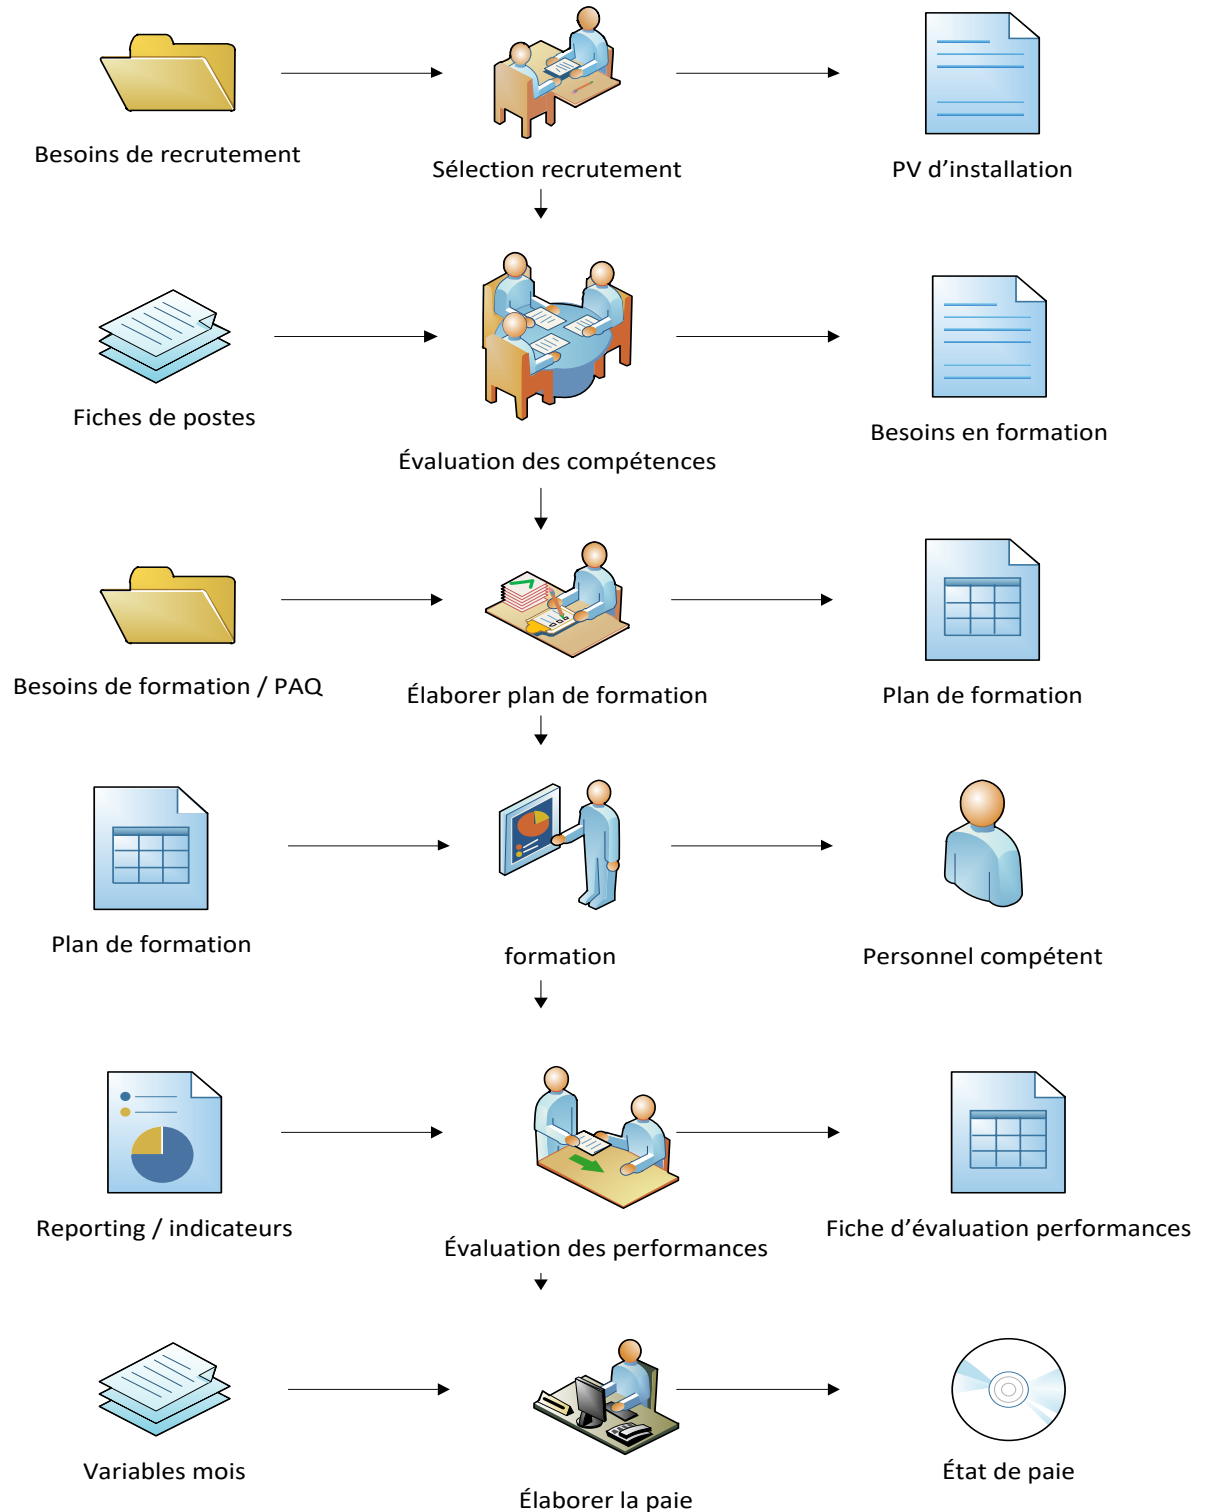 Besoins de recrutement
Sélection recrutement
PV d’installation
Fiches de postes
Évaluation des compétences
Besoins en formation
Besoins de formation / PAQ
Élaborer plan de formation
Plan de formation
Plan de formation
formation
Personnel compétent
Reporting / indicateurs
Évaluation des performances
Fiche d’évaluation performances
Variables mois
Élaborer la paie
État de paie